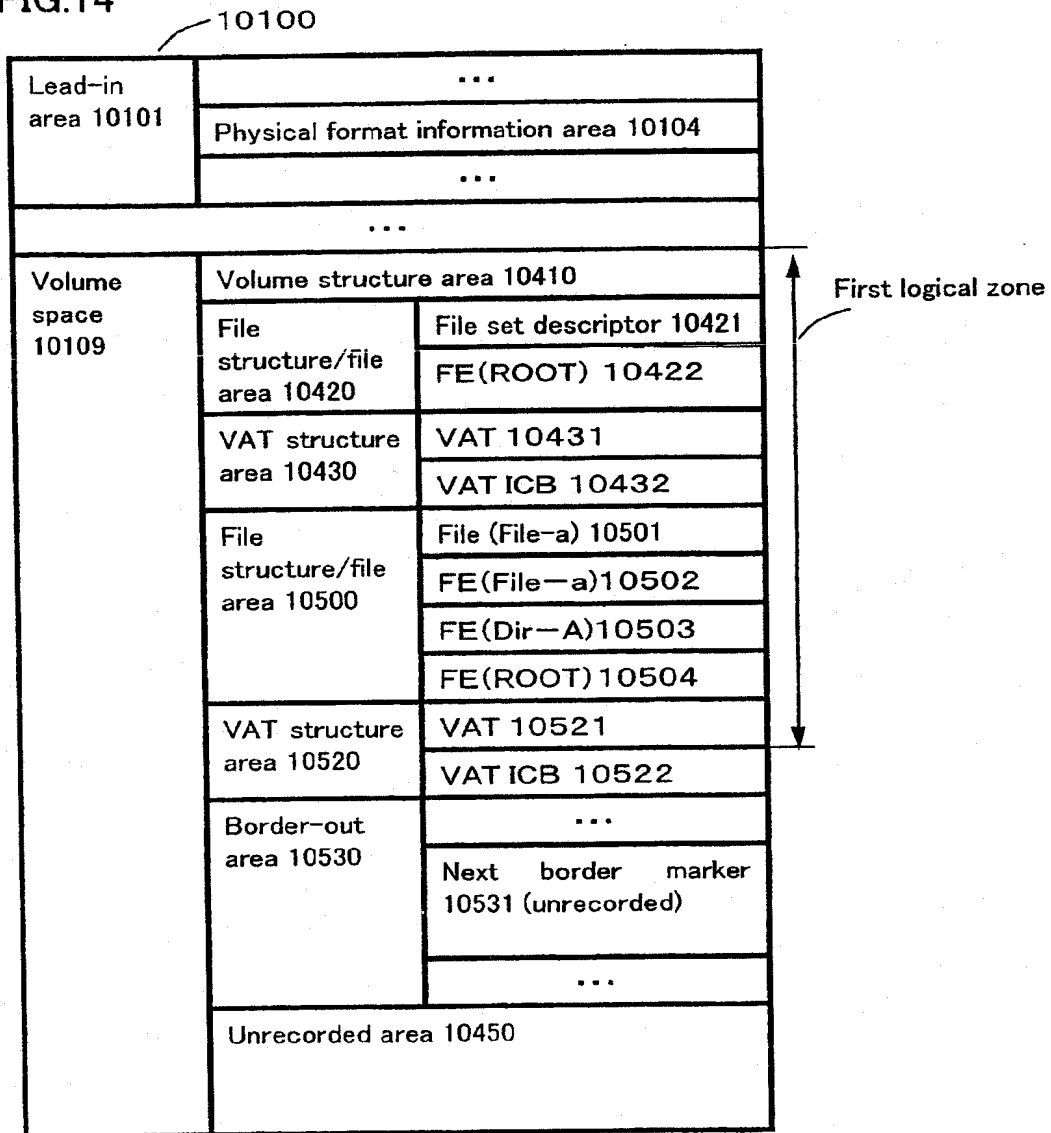 FIG.14
10100
Lead-in
area 10101
...
Physical format information area 10104
...
...
Volume
space
10109
Volume structure area 10410
First logical zone
File
structure/file
area 10420
File set descriptor 10421
FE(ROOT) 10422
VAT structure
area 10430
VAT 10431
VAT ICB 10432
File
structure/file
area 10500
File (File-a) 10501
FE(File-a)10502
FE(Dir-A)10503
FE(ROOT)10504
VAT structure
area 10520
VAT 10521
VAT ICB 10522
Border-out
area 10530
...
Next border marker
10531 (unrecorded)
...
Unrecorded area 10450